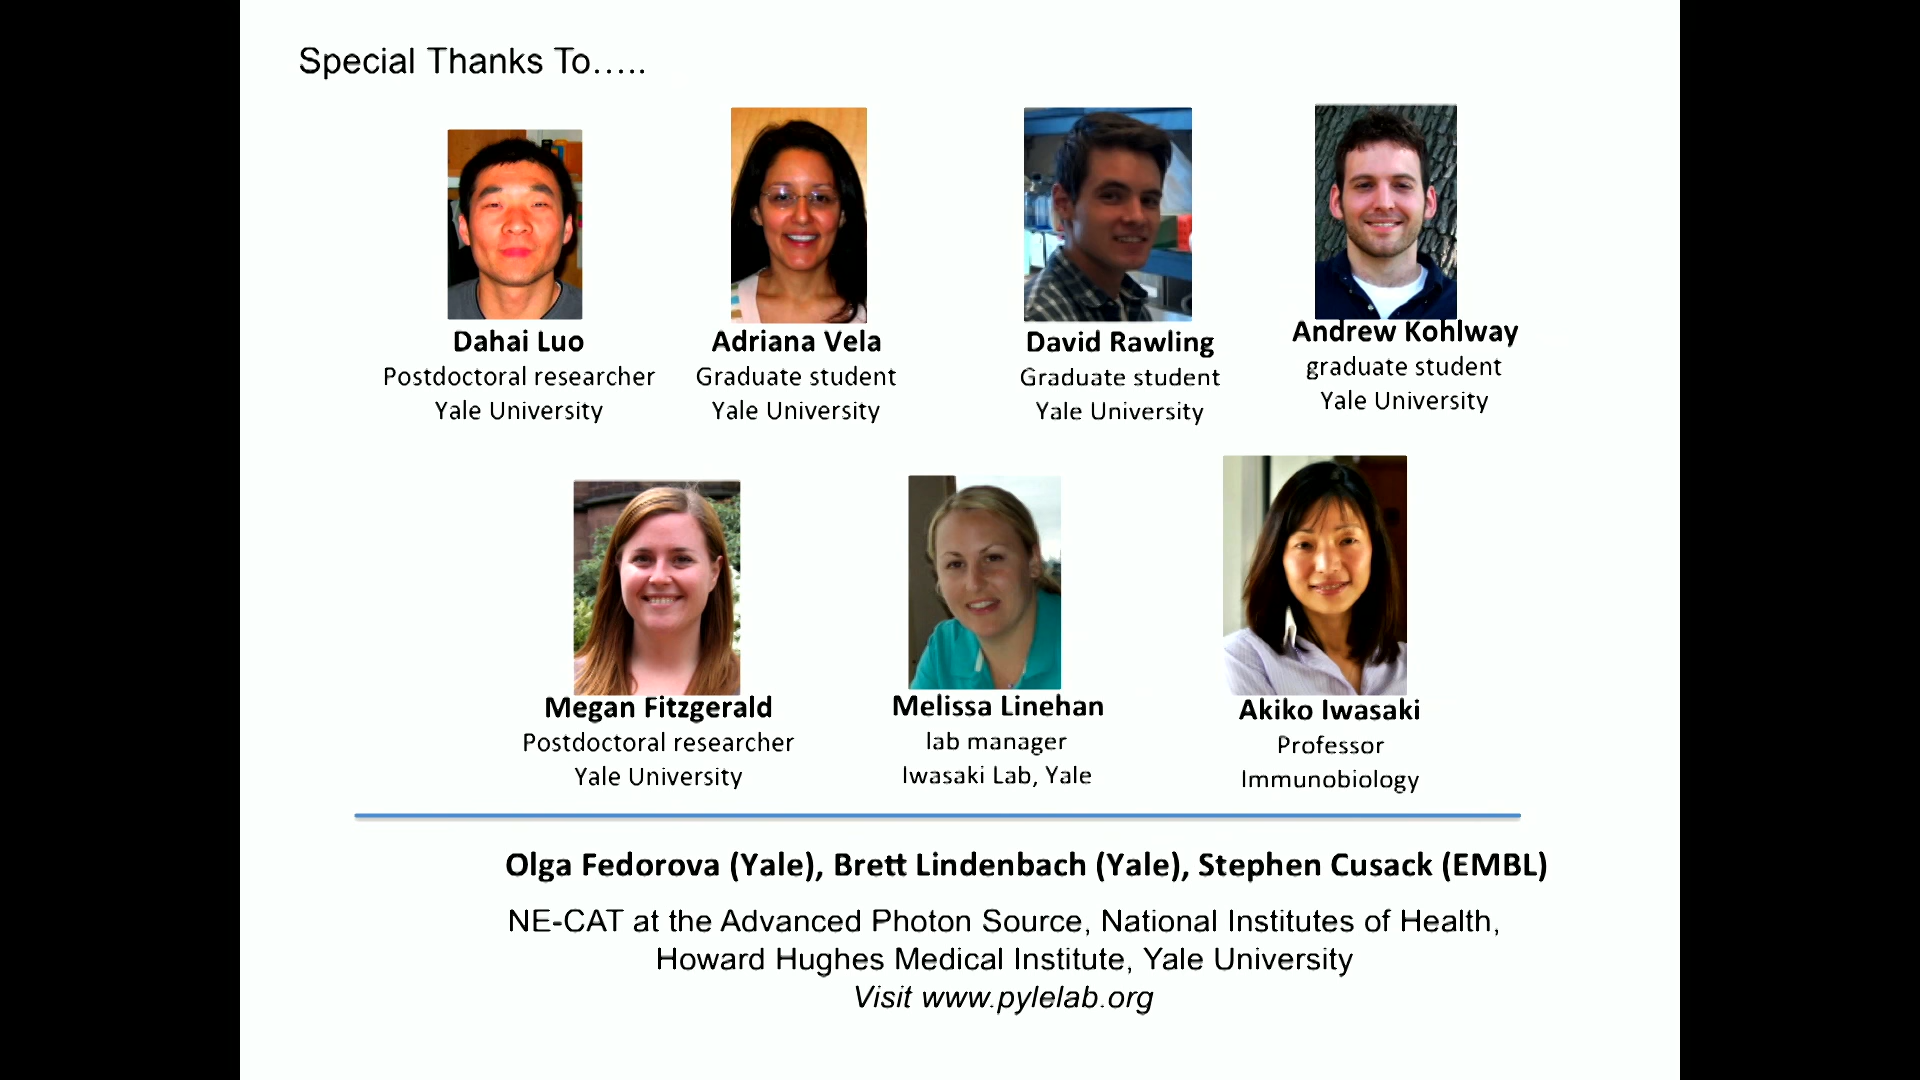 Special Thanks To…..
Dahai Luo
Postdoctoral researcher
Yale University
Adriana Vela
Graduate student
Yale University
David Rawling
Graduate student
Yale University
Andrew Kohlway
graduate student
Yale University
Megan Fitzgerald
Postdoctoral researcher
Yale University
Melissa Linehan
lab manager
Iwasaki Lab, Yale
Akiko Iwasaki
Professor
Immunobiology
Olga Fedorova (Yale), Brett Lindenbach (Yale), Stephen Cusack (EMBL)
NE-CAT at the Advanced Photon Source, National Institutes of Health,
Howard Hughes Medical Institute, Yale University
Visit www.pylelab.org